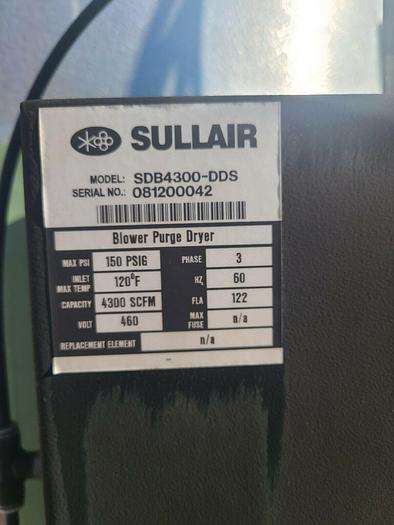 SULLAIR
MODEL: SDB4300-DDS
SERIAL NO.: 081200042
Blower Purge Dryer
MAX PSI 150 PSIG PHASE 3
INLET MAX TEMP 120°F HZ. 60
CAPACITY 4300 SCFM FLA 122
VOLT 460 MAX FUSE n/a
REPLACEMENT ELEMENT n/a
–